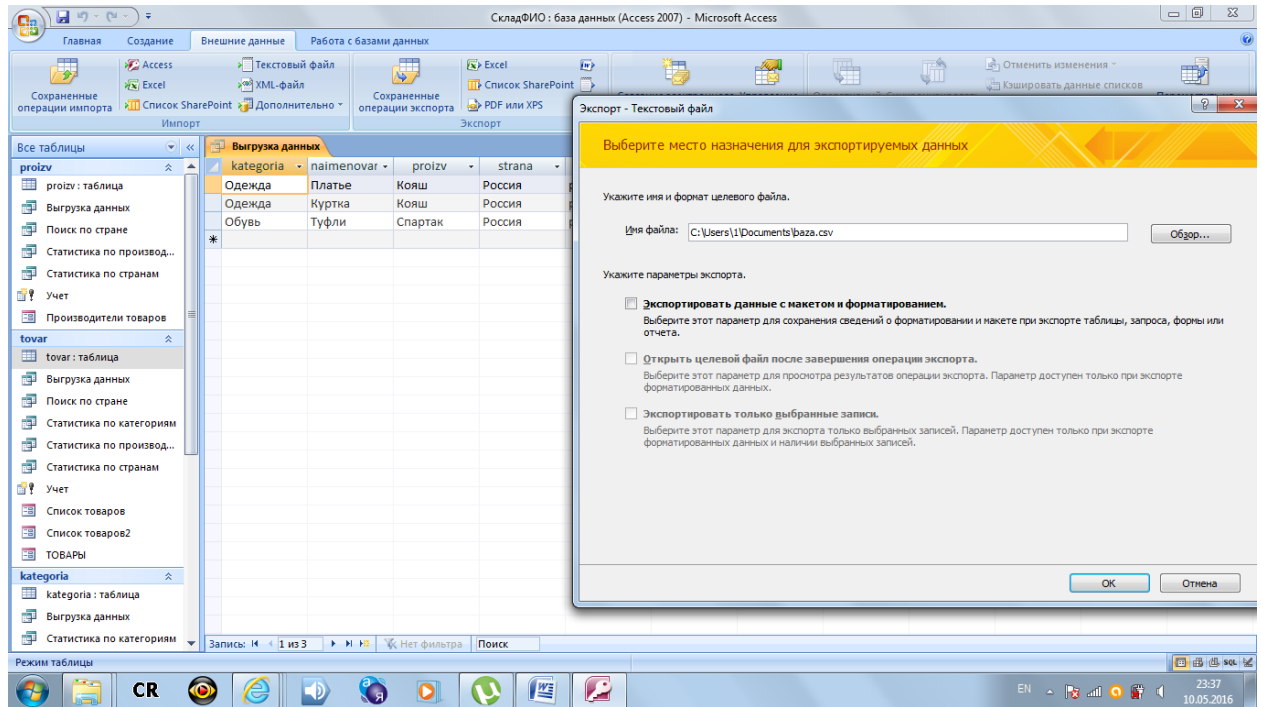 СкладФИО : база данных (Access 2007) - Microsoft Access
Главная Создание Внешние данные Работа с базами данных
Сохраненные операции импорта
Access
Excel
Список SharePoint
Текстовый файл
XML-файл
Дополнительно
Импорт
Сохраненные операции экспорта
Excel
Список SharePoint
PDF или XPS
Экспорт
Отменить изменения
Кэшировать данные списков
Все таблицы
proizv
proizv : таблица
Выгрузка данных
Поиск по стране
Статистика по производ...
Статистика по странам
Учет
Производители товаров
tovar
tovar : таблица
Выгрузка данных
Поиск по стране
Статистика по категориям
Статистика по производ...
Статистика по странам
Учет
Список товаров
Список товаров2
ТОВАРЫ
kategoria
kategoria : таблица
Выгрузка данных
Статистика по категориям
Выгрузка данных
kategoria naimenovar proizv strana
Одежда Платье Кояш Россия
Одежда Куртка Кояш Россия
Обувь Туфли Спартак Россия
Запись: 1 из 3 Нет фильтра Поиск
Экспорт - Текстовый файл
Выберите место назначения для экспортируемых данных
Укажите имя и формат целевого файла.
Имя файла: C:\Users\1\Documents\baza.csv Обзор...
Укажите параметры экспорта.
Экспортировать данные с макетом и форматированием.
Выберите этот параметр для сохранения сведений о форматировании и макете при экспорте таблицы, запроса, формы или
отчета.
Открыть целевой файл после завершения операции экспорта.
Выберите этот параметр для просмотра результатов операции экспорта. Параметр доступен только при экспорте
форматированных данных.
Экспортировать только выбранные записи.
Выберите этот параметр для экспорта только выбранных записей. Параметр доступен только при экспорте
форматированных данных и наличии выбранных записей.
ОК Отмена
Режим таблицы
SQL
CR
EN
23:37
10.05.2016